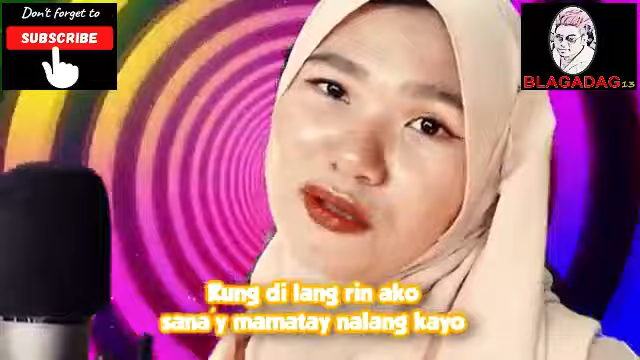 Don't forget to
SUBSCRIBE
BLAGADAG13
Kung di lang rin ako
sana'y mamatay nalang kayo